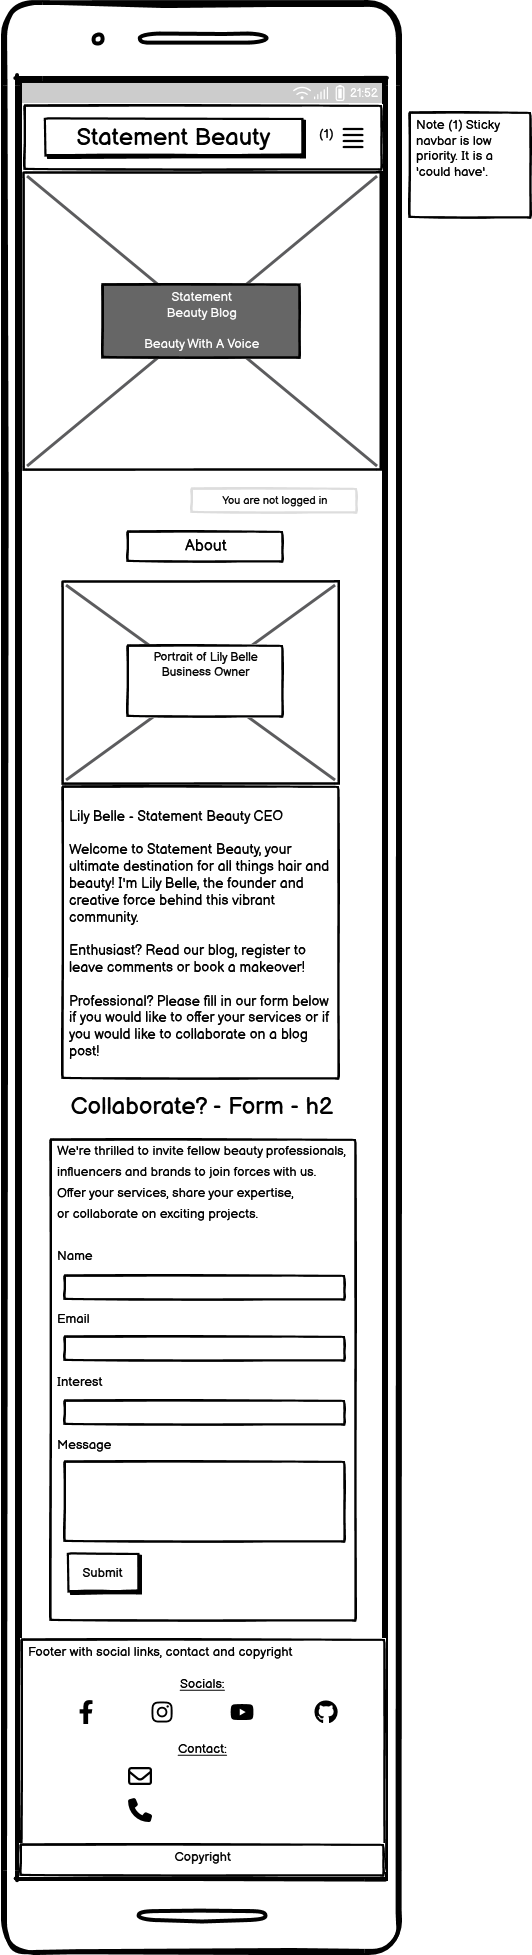 21:52
Statement Beauty
(1)
Note (1) Sticky
navbar is low
priority. It is a
'could have'.
Statement
Beauty Blog
Beauty With A Voice
You are not logged in
About
Portrait of Lily Belle
Business Owner
Lily Belle - Statement Beauty CEO
Welcome to Statement Beauty, your
ultimate destination for all things hair and
beauty! I'm Lily Belle, the founder and
creative force behind this vibrant
community.
Enthusiast? Read our blog, register to
leave comments or book a makeover!
Professional? Please fill in our form below
if you would like to offer your services or if
you would like to collaborate on a blog
post!
Collaborate? - Form - h2
We're thrilled to invite fellow beauty professionals,
influencers and brands to join forces with us.
Offer your services, share your expertise,
or collaborate on exciting projects.
Name
Email
Interest
Message
Submit
Footer with social links, contact and copyright
Socials:
Contact:
Copyright